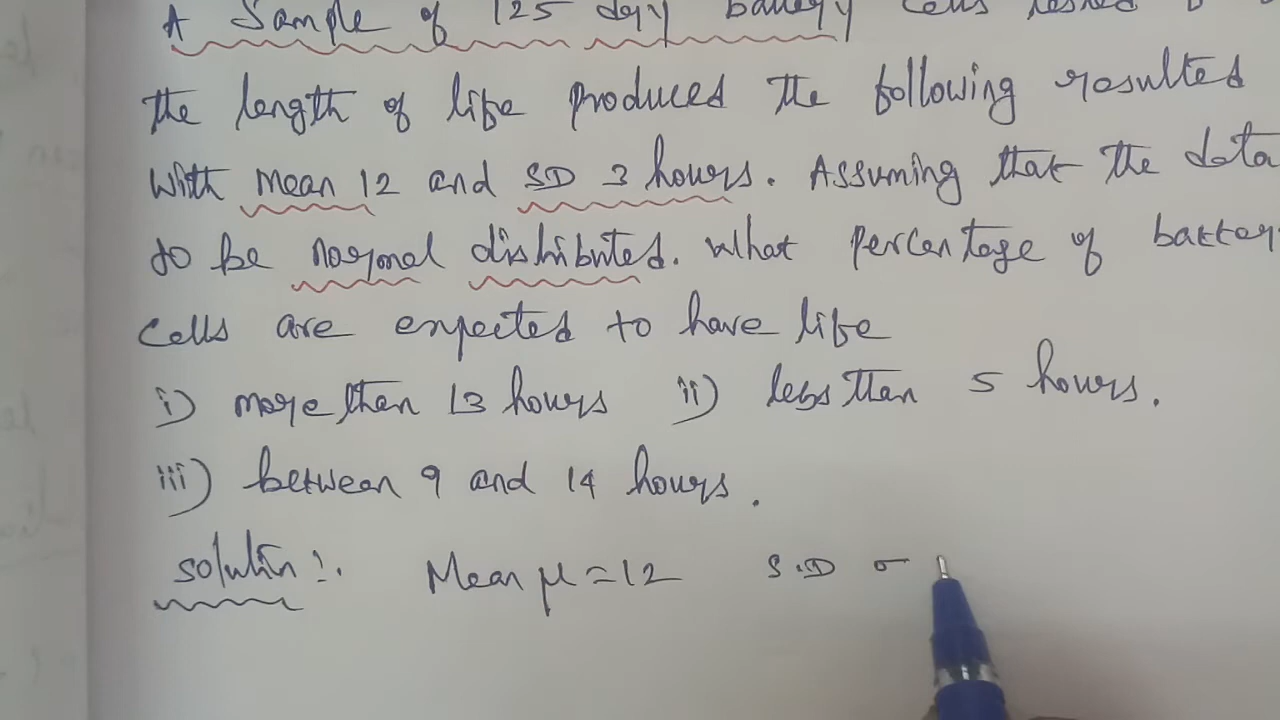 A Sample of 125 dry battery cells tested
the length of life produced the following resulted
with mean 12 and SD 3 hours. Assuming that the data
to be normal distributed. What percentage of batter
cells are expected to have life
i) more than 13 hours ii) less than 5 hours.
iii) between 9 and 14 hours.
solution:. Mean μ = 12 S.D σ